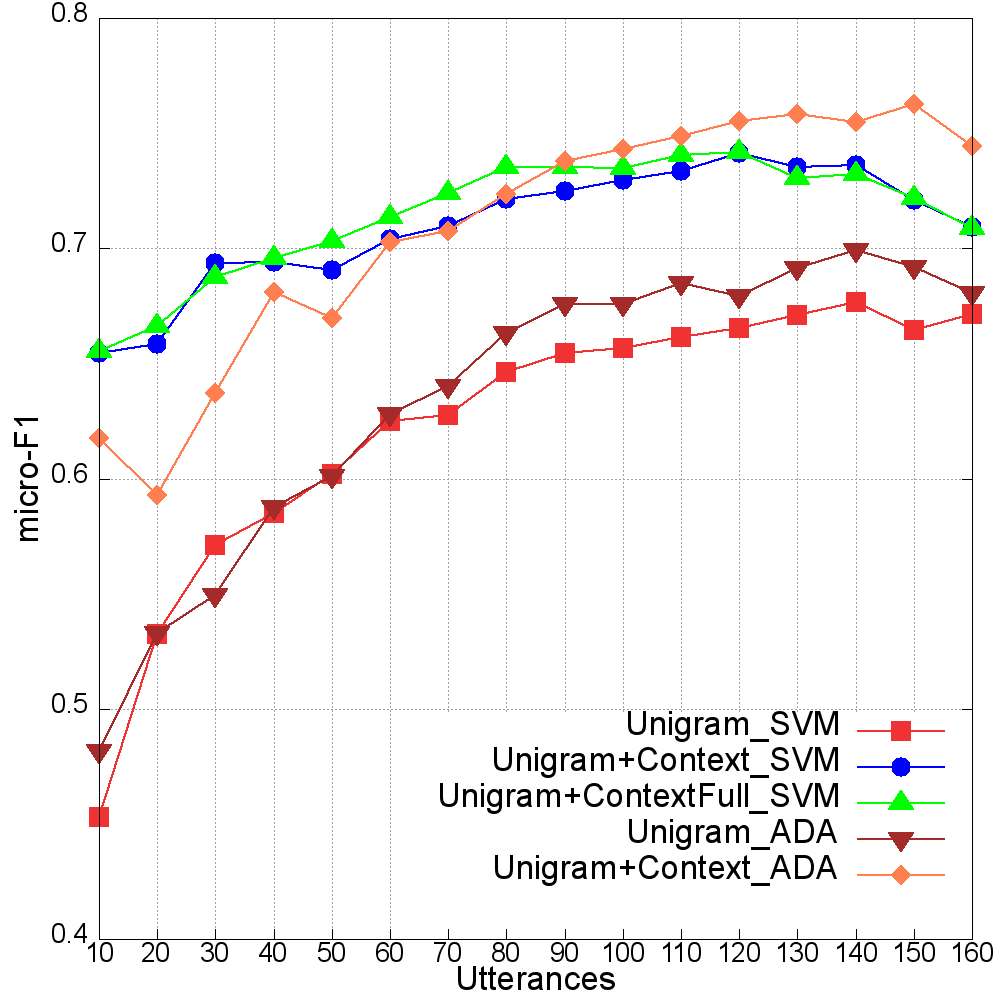 0.8
0.7
0.6
0.5
0.4
micro-F1
Unigram_SVM
Unigram+Context_SVM
Unigram+ContextFull_SVM
Unigram_ADA
Unigram+Context_ADA
10 20 30 40 50 60 70 80 90 100 110 120 130 140 150 160
Utterances